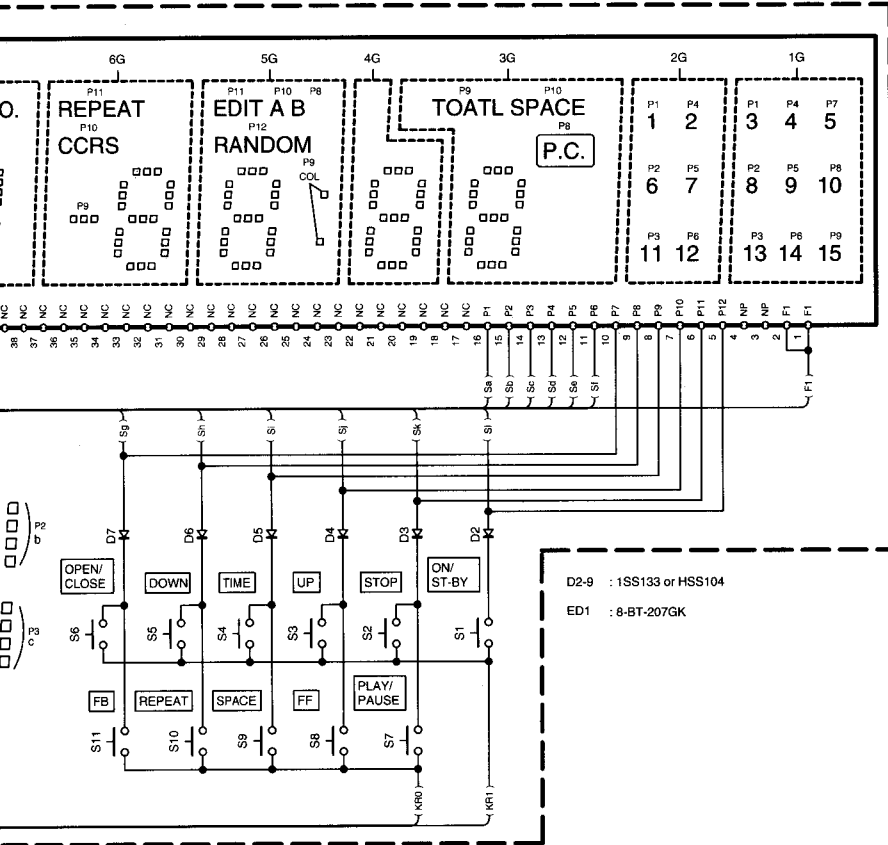 6G 5G 4G 3G 2G 1G
P11 P11 P10 P8 P9 P10 P1 P4 P1 P4 P7
O. REPEAT EDIT A B TOATL SPACE 1 2 3 4 5
P10 P12 P8
CCRS RANDOM P.C.
P9 P2 P5 P2 P5 P8
COL 6 7 8 9 10
P9
P3 P6 P3 P6 P9
11 12 13 14 15
NC NC NC NC NC NC NC NC NC NC NC NC NC NC NC NC NC NC NC NC NC NC P1 P2 P3 P4 P5 P6 P7 P8 P9 P10 P11 P12 NP NP F1 F1
38 37 36 35 34 33 32 31 30 29 28 27 26 25 24 23 22 21 20 19 18 17 16 15 14 13 12 11 10 9 8 7 6 5 4 3 2 1
Sa Sb Sc Sd Se Sf F1
Sg Sh Si Sj Sk Sl
P2
b
D7 D6 D5 D4 D3 D2
OPEN/
CLOSE
DOWN
TIME
UP
STOP
ON/
ST-BY
D2-9 : 1SS133 or HSS104
ED1 : 8-BT-207GK
P3
c
S6 S5 S4 S3 S2 S1
FB
REPEAT
SPACE
FF
PLAY/
PAUSE
S11 S10 S9 S8 S7
KR0 KR1